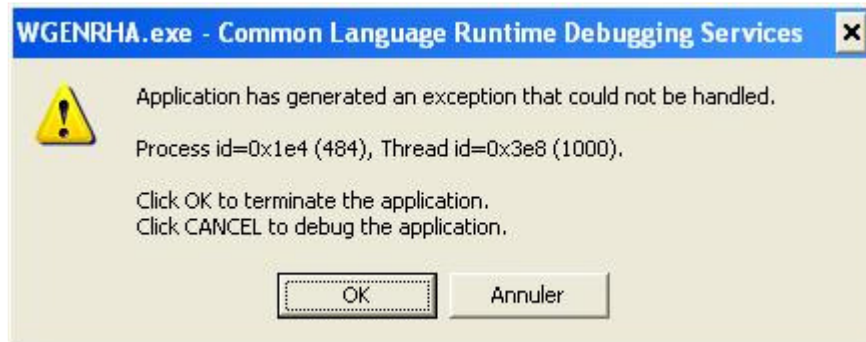 WGENRHA.exe - Common Language Runtime Debugging Services
Application has generated an exception that could not be handled.
Process id=0x1e4 (484), Thread id=0x3e8 (1000).
Click OK to terminate the application.
Click CANCEL to debug the application.
OK
Annuler